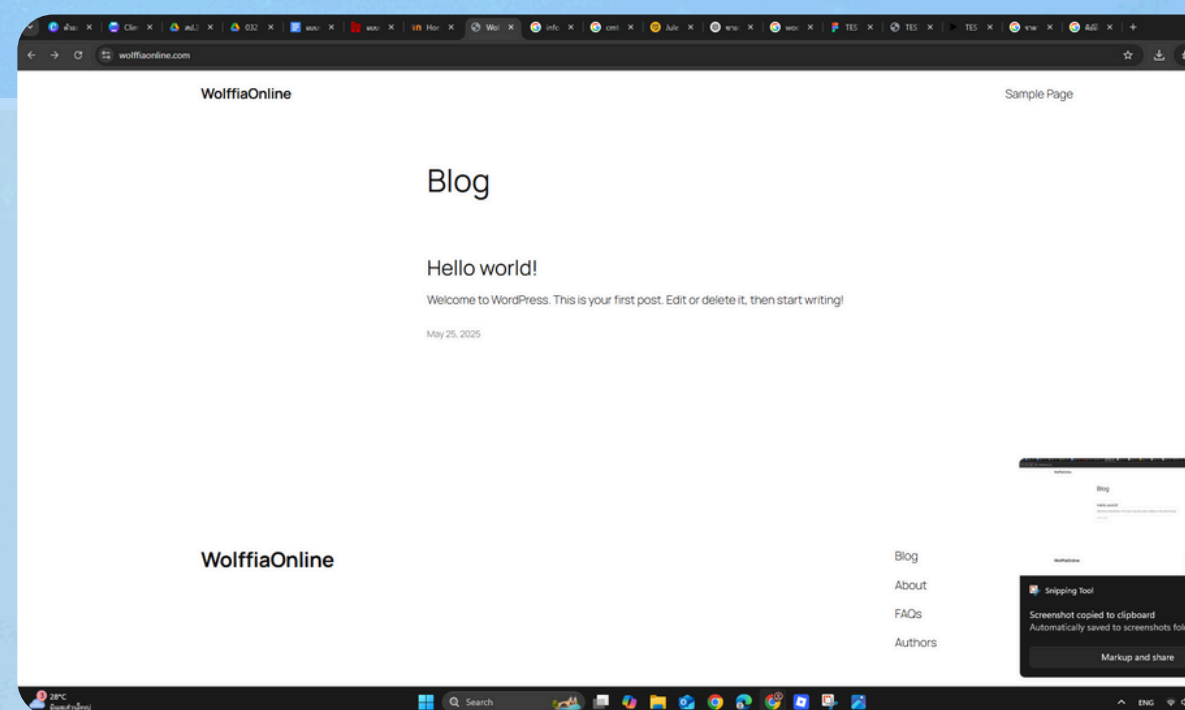 wolffiaonline.com
WolffiaOnline
Sample Page
Blog
Hello world!
Welcome to WordPress. This is your first post. Edit or delete it, then start writing!
May 25, 2025
WolffiaOnline
Blog
About
FAQs
Authors
Blog
Snipping Tool
Screenshot copied to clipboard
Automatically saved to screenshots
Markup and share
28°C
Search
ENG